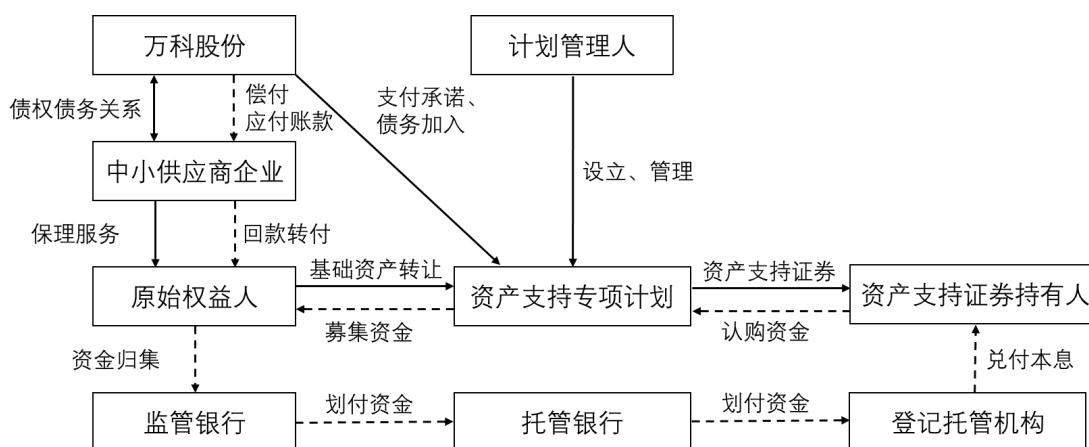 万科股份
计划管理人
债权债务关系
偿付
应付账款
支付承诺、
债务加入
中小供应商企业
设立、管理
保理服务
回款转付
原始权益人
基础资产转让
募集资金
资产支持专项计划
资产支持证券
认购资金
资产支持证券持有人
资金归集
兑付本息
监管银行
划付资金
托管银行
划付资金
登记托管机构